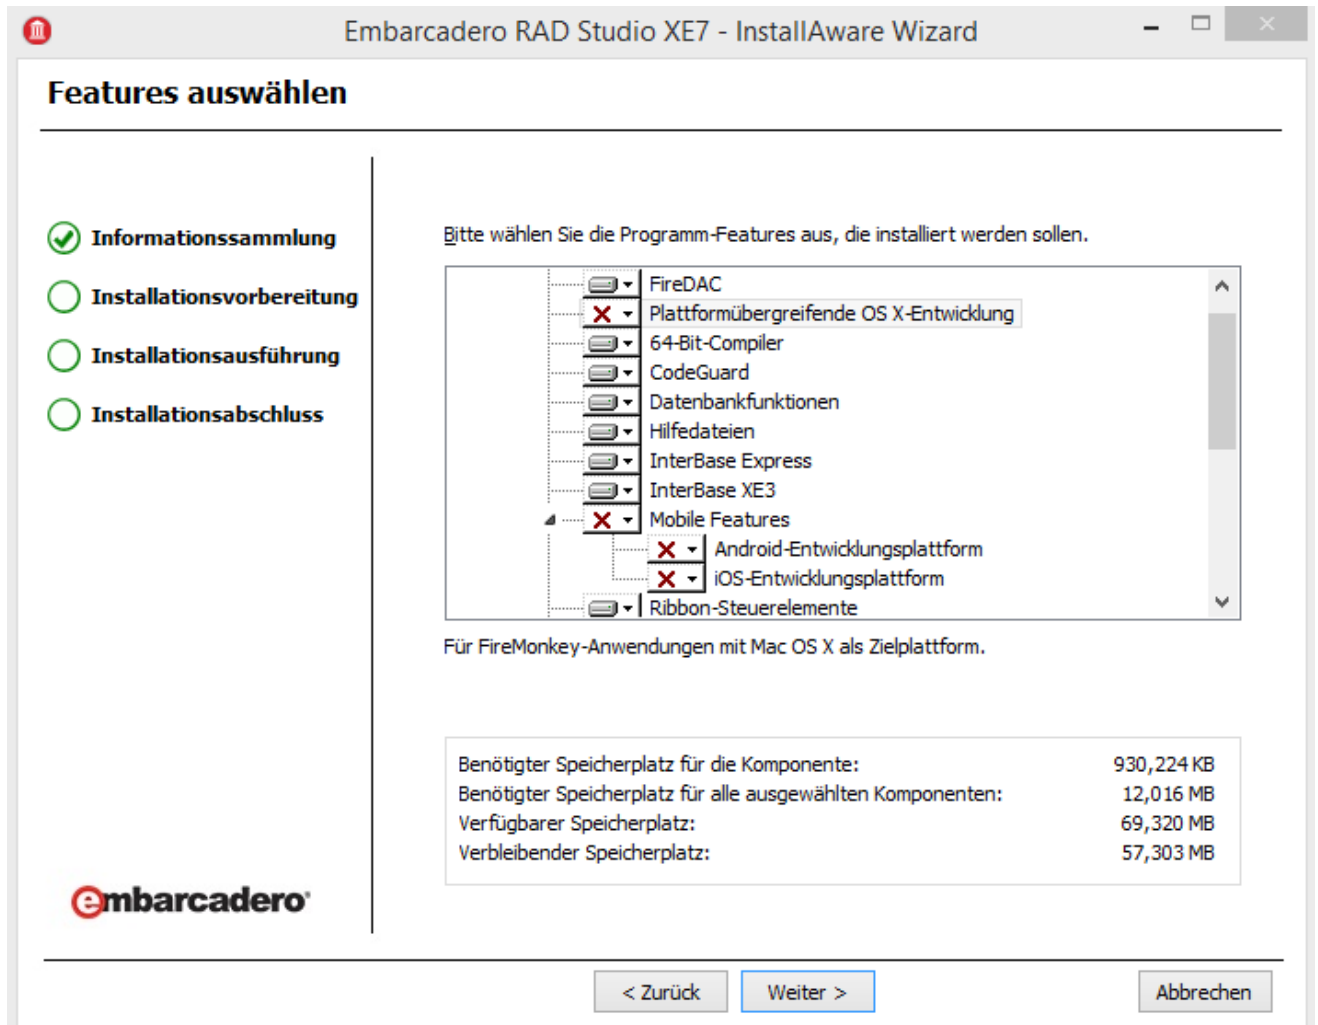 Embarcadero RAD Studio XE7 - InstallAware Wizard
Features auswählen
Informationssammlung
Installationsvorbereitung
Installationsausführung
Installationsabschluss
Bitte wählen Sie die Programm-Features aus, die installiert werden sollen.
FireDAC
Plattformübergreifende OS X-Entwicklung
64-Bit-Compiler
CodeGuard
Datenbankfunktionen
Hilfedateien
InterBase Express
InterBase XE3
Mobile Features
Android-Entwicklungsplattform
iOS-Entwicklungsplattform
Ribbon-Steuerelemente
Für FireMonkey-Anwendungen mit Mac OS X als Zielplattform.
Benötigter Speicherplatz für die Komponente: 930,224 KB
Benötigter Speicherplatz für alle ausgewählten Komponenten: 12,016 MB
Verfügbarer Speicherplatz: 69,320 MB
Verbleibender Speicherplatz: 57,303 MB
embarcadero
< Zurück Weiter > Abbrechen